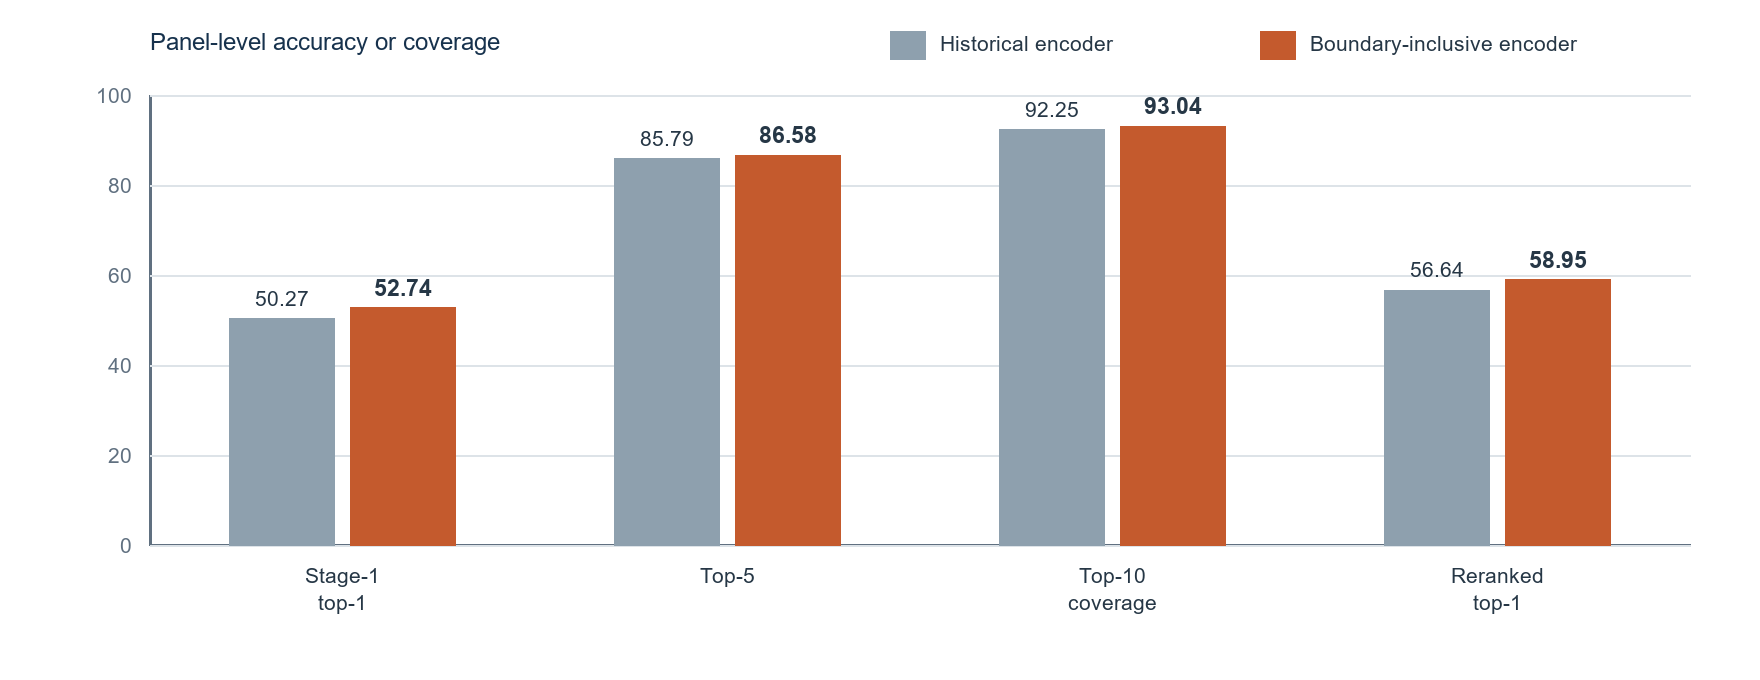 Panel-level accuracy or coverage
Historical encoder
Boundary-inclusive encoder
100
80
60
40
20
0
50.27
52.74
85.79
86.58
92.25
93.04
56.64
58.95
Stage-1
top-1
Top-5
Top-10
coverage
Reranked
top-1